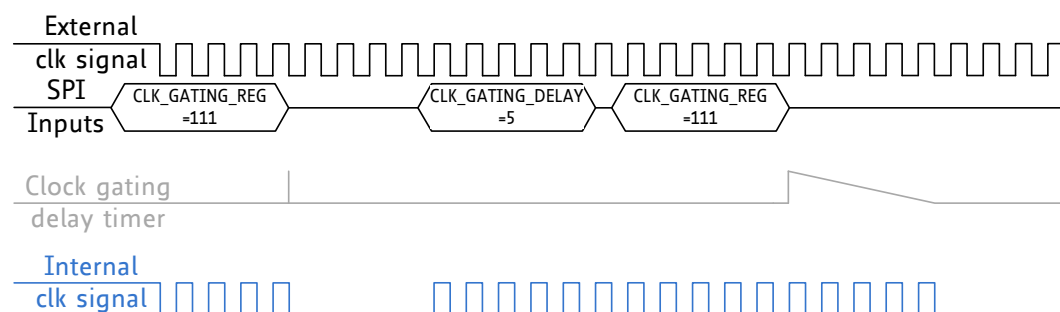 External
clk signal
SPI
Inputs
CLK_GATING_REG
=111
CLK_GATING_DELAY
=5
CLK_GATING_REG
=111
Clock gating
delay timer
Internal
clk signal